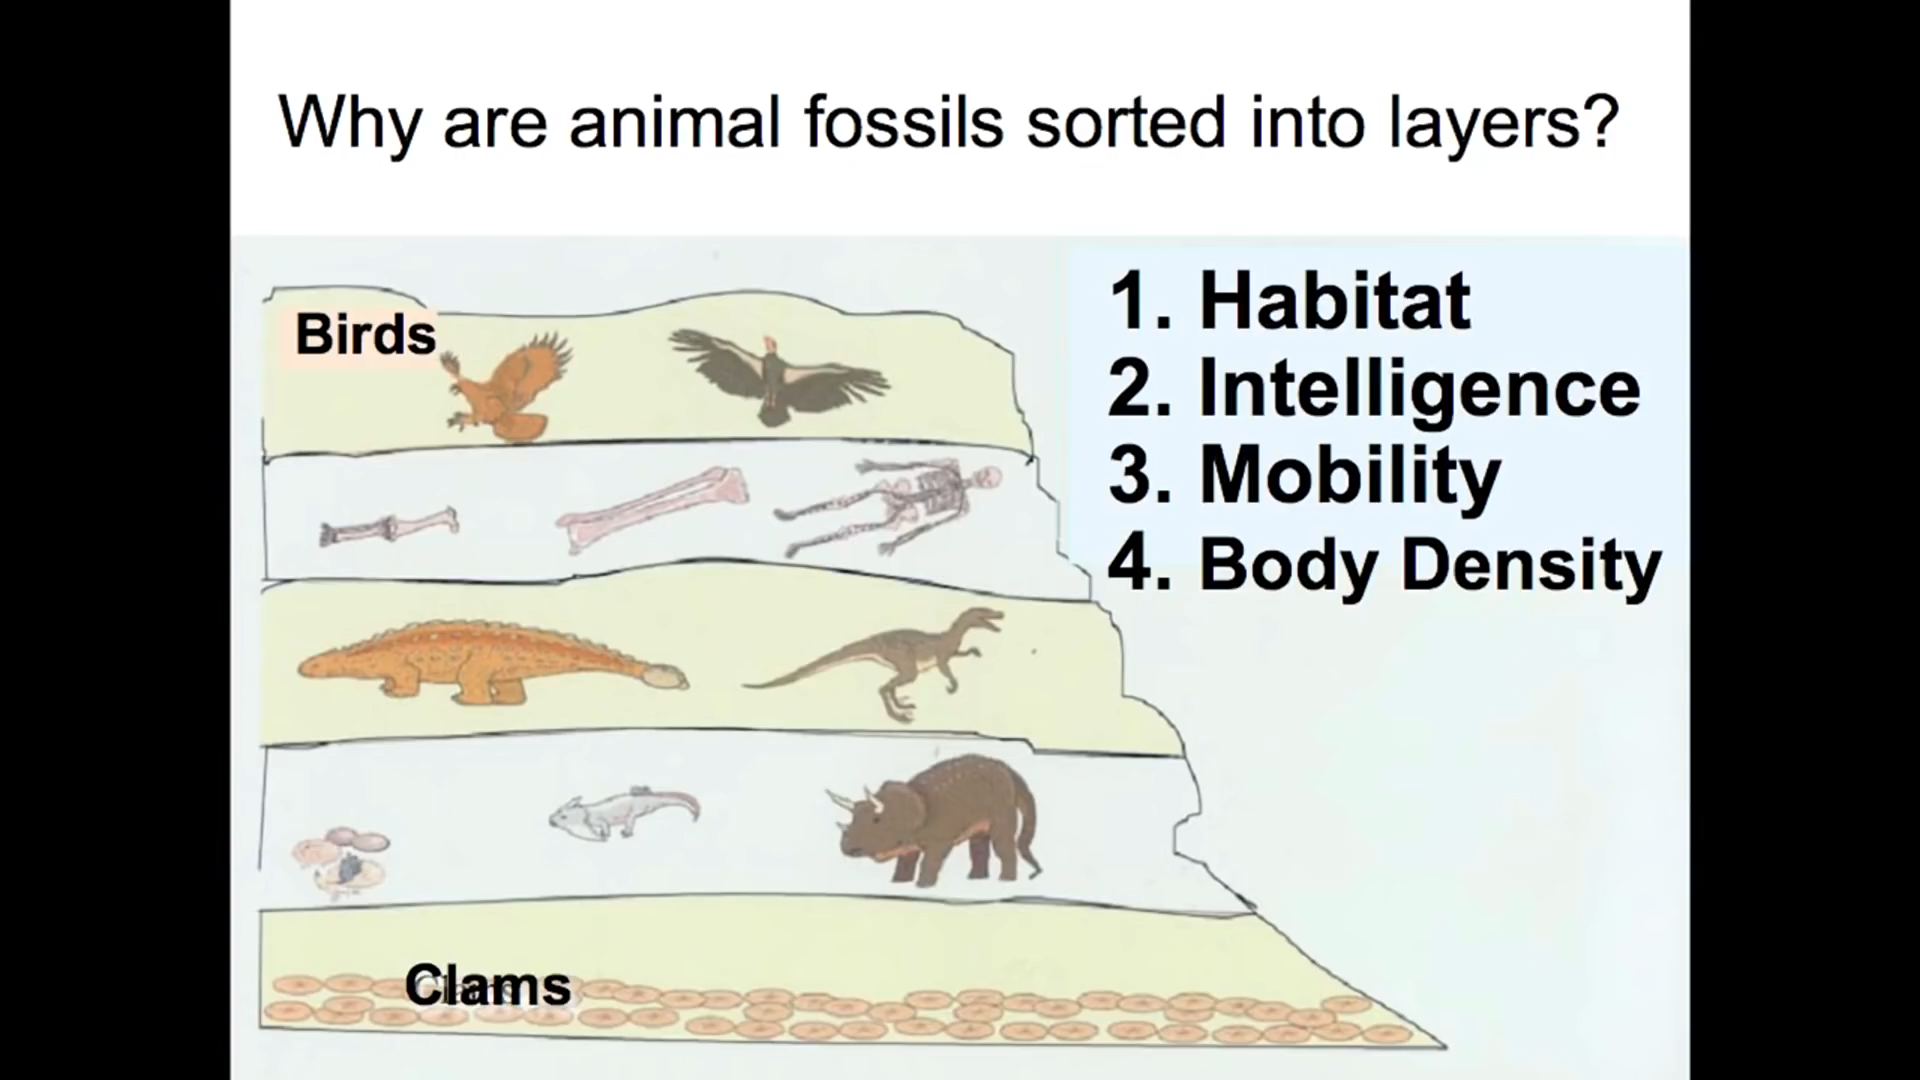 Why are animal fossils sorted into layers?
Birds
1. Habitat
2. Intelligence
3. Mobility
4. Body Density
Clams